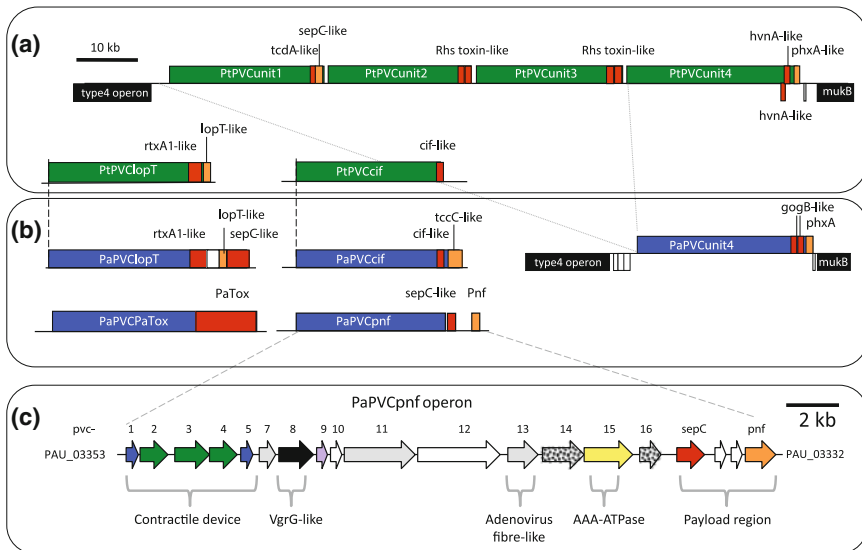 (a)
10 kb
sepC-like
tcdA-like
Rhs toxin-like
Rhs toxin-like
hvnA-like
phxA-like
PtPVCunit1
PtPVCunit2
PtPVCunit3
PtPVCunit4
type4 operon
mukB
hvnA-like
lopT-like
rtxA1-like
cif-like
PtPVClopT
PtPVCcif
(b)
lopT-like
rtxA1-like
sepC-like
tccC-like
cif-like
gogB-like
phxA
PaPVClopT
PaPVCcif
PaPVCunit4
type4 operon
mukB
PaTox
sepC-like
Pnf
PaPVCPaTox
PaPVCpnf
(c)
PaPVCpnf operon
2 kb
pvc-
1 2 3 4 5 7 8 9 10 11 12 13 14 15 16 sepC pnf
PAU_03353
PAU_03332
Contractile device
VgrG-like
Adenovirus
fibre-like
AAA-ATPase
Payload region